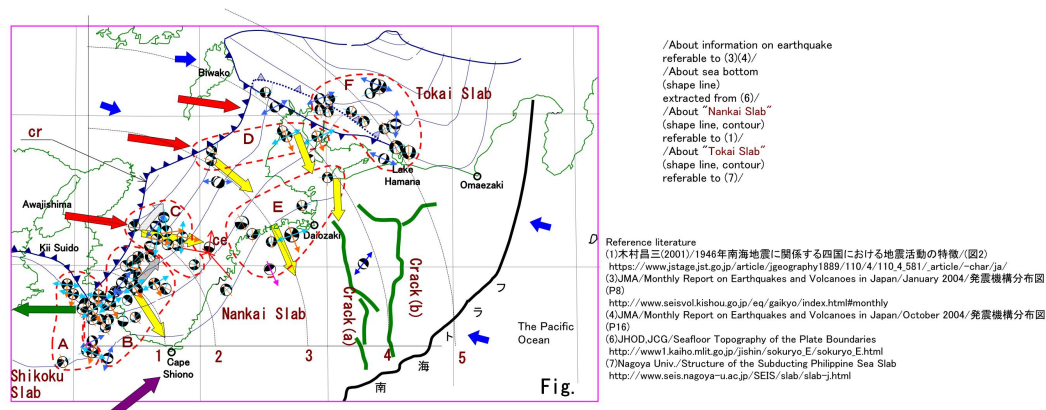 Biwako
F
Tokai Slab
cr
D
Lake
Hamana
Omaezaki
Awajishima
C
E
Daiozaki
ce
Kii Suido
Crack(a)
Crack(b)
Nankai Slab
A
B
1
2
3
4
5
Cape
Shiono
Shikoku
Slab
南海トラフ
The Pacific
Ocean
Fig.
D
/About information on earthquake
referable to (3)(4)/
/About sea bottom
(shape line)
extracted from (6)/
/About "Nankai Slab"
(shape line, contour)
referable to (1)/
/About "Tokai Slab"
(shape line, contour)
referable to (7)/
Reference literature
(1)木村昌三(2001)/1946年南海地震に関係する四国における地震活動の特徴/(図2)
https://www.jstage.jst.go.jp/article/jgeography1889/110/4/110_4_581/_article/-char/ja/
(3)JMA/Monthly Report on Earthquakes and Volcanoes in Japan/January 2004/発震機構分布図
(P8)
http://www.seisvol.kishou.go.jp/eq/gaikyo/index.html#monthly
(4)JMA/Monthly Report on Earthquakes and Volcanoes in Japan/October 2004/発震機構分布図
(P16)
(6)JHOD,JCG/Seafloor Topography of the Plate Boundaries
http://www1.kaiho.mlit.go.jp/jishin/sokuryo_E/sokuryo_E.html
(7)Nagoya Univ./Structure of the Subducting Philippine Sea Slab
http://www.seis.nagoya-u.ac.jp/SEIS/slab/slab-j.html